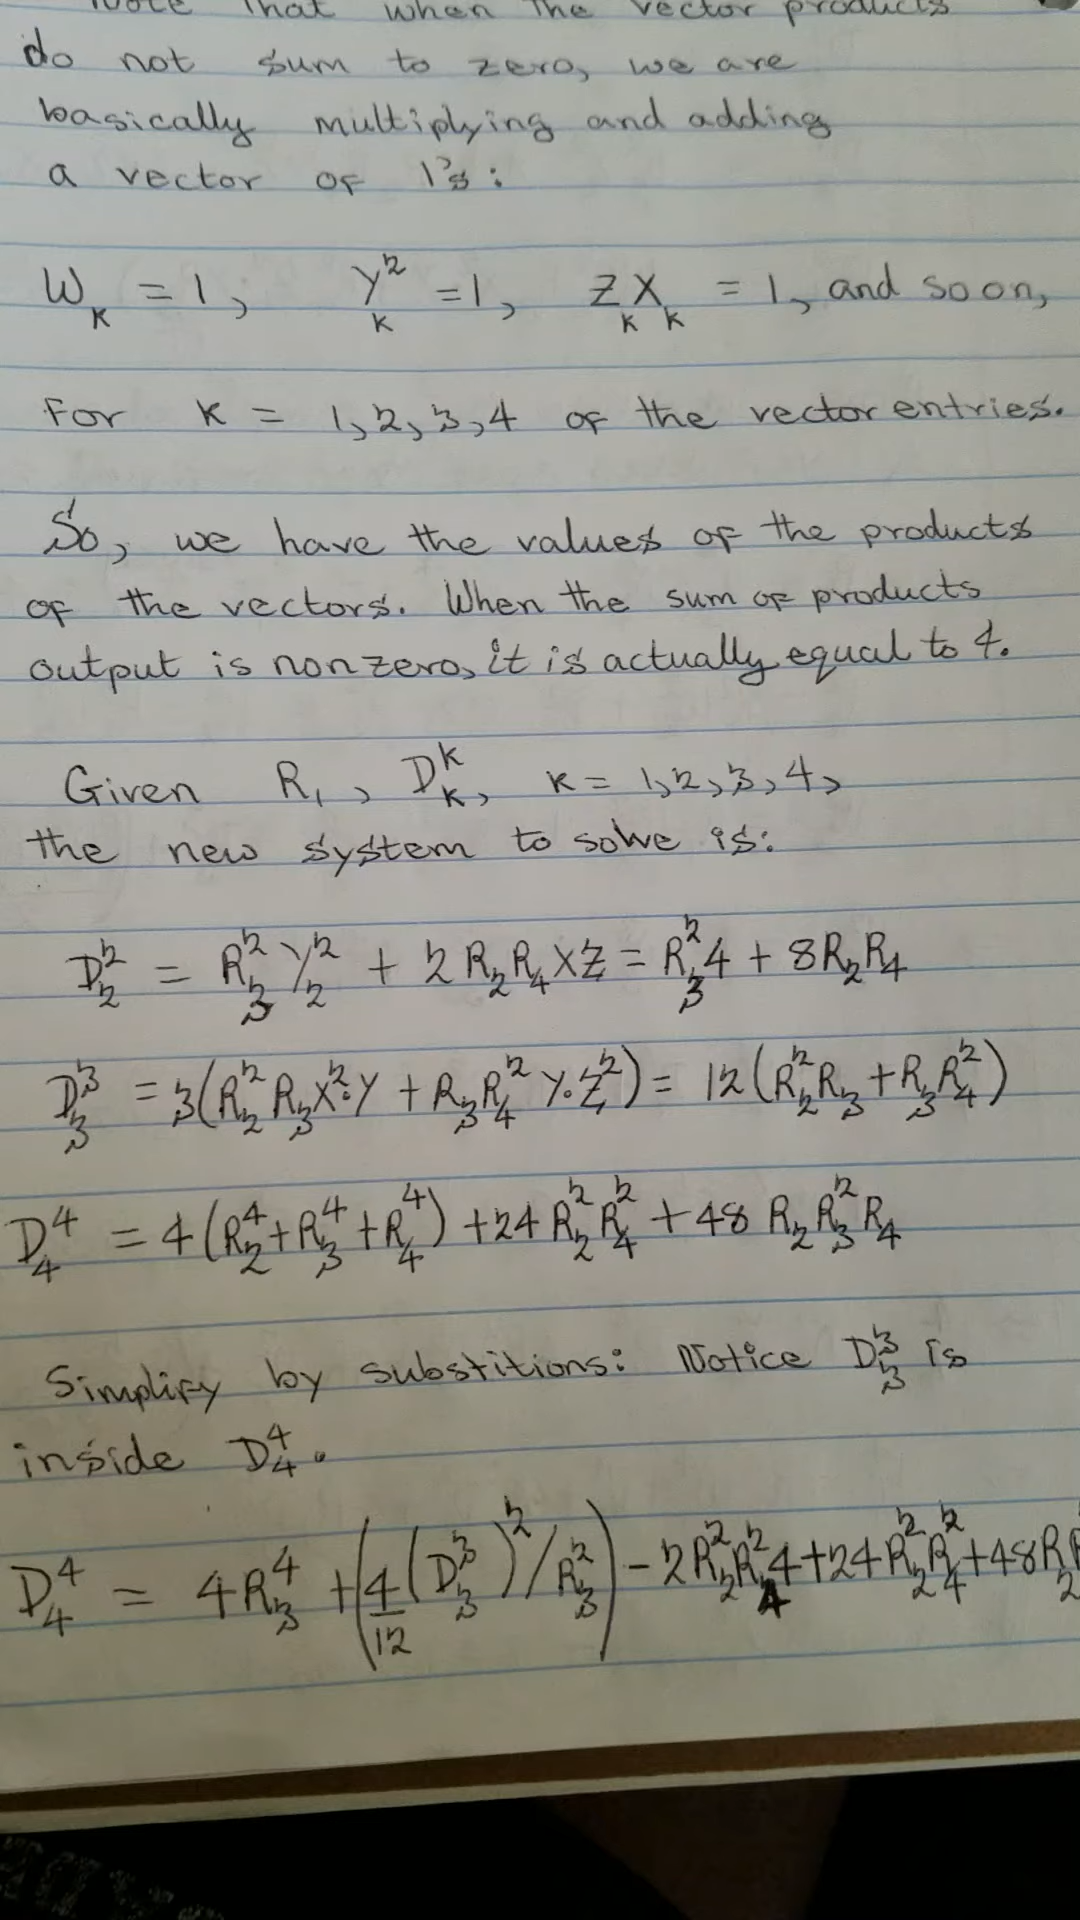 Note that when the vector products
do not sum to zero, we are
basically multiplying and adding
a vector of 1's:
W_k = 1, Y_k^2 = 1, Z_k X_k = 1, and so on,
For k = 1, 2, 3, 4 of the vector entries.
So, we have the values of the products
of the vectors. When the sum of products
output is nonzero, it is actually equal to 4.
Given R_1, D_k^k, k = 1, 2, 3, 4,
the new system to solve is:
D_2^2 = R_3^2 Y_2^2 + 2 R_2 R_4 XZ = R_3^2 4 + 8 R_2 R_4
D_3^3 = 3(R_2^2 R_3 X^2·Y + R_3 R_4^2 Y·Z^2) = 12(R_2^2 R_3 + R_3 R_4^2)
D_4^4 = 4(R_2^4 + R_3^4 + R_4^4) + 24 R_2^2 R_4^2 + 48 R_2 R_3^2 R_4
Simplify by substitions: Notice D_3^3 is
inside D_4^4.
D_4^4 = 4R_3^4 + (4/12 (D_3^3)^2 / R_3^2) - 2R_2^2 R_4^2 4 + 24 R_2^2 R_4^2 + 48 R_2